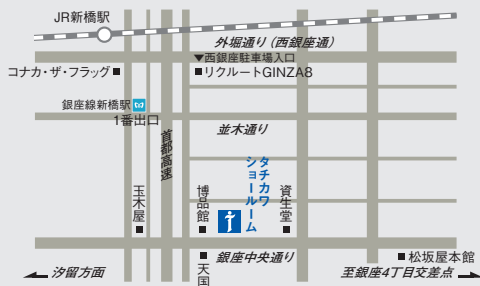 JR新橋駅
外堀通り（西銀座通）
▼西銀座駐車場入口
コナカ・ザ・フラッグ■
■リクルートGINZA8
銀座線新橋駅
1番出口
並木通り
首都高速
タチカワ
ショールーム
玉木屋
博品館
資生堂
天国
銀座中央通り
松坂屋本館
汐留方面
至銀座4丁目交差点